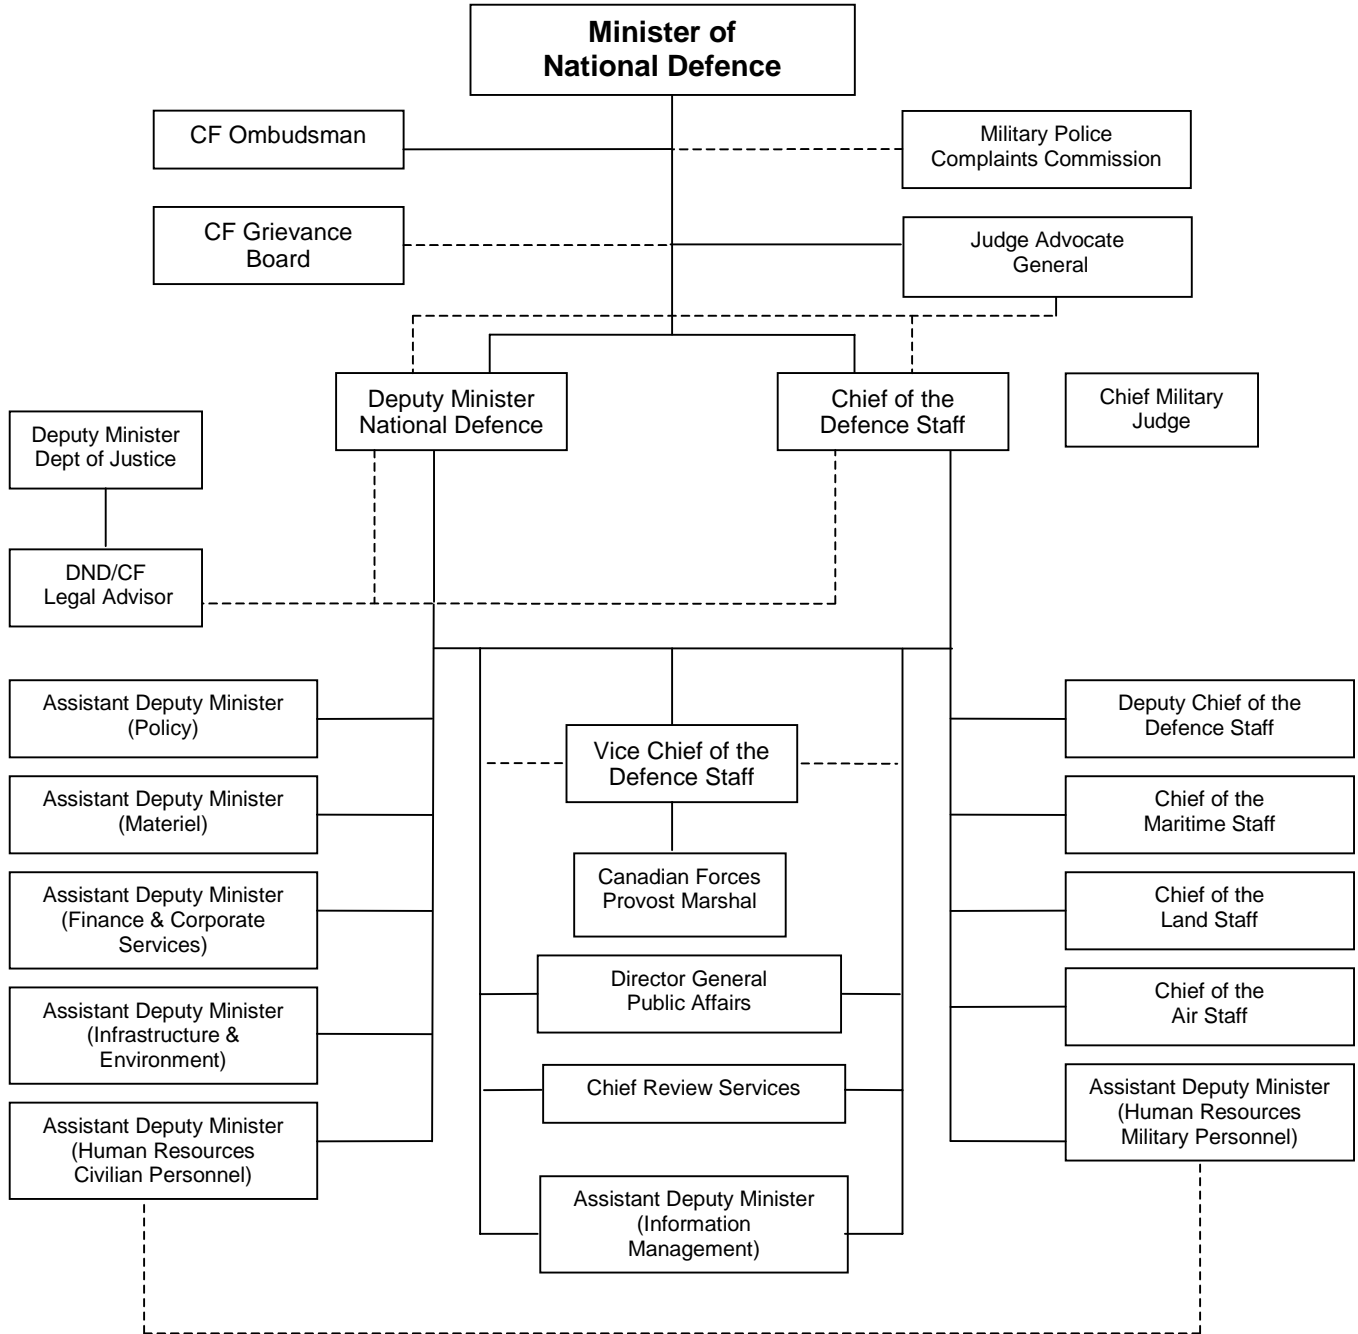 Minister of
National Defence
CF Ombudsman
Military Police
Complaints Commission
CF Grievance
Board
Judge Advocate
General
Deputy Minister
National Defence
Chief of the
Defence Staff
Chief Military
Judge
Deputy Minister
Dept of Justice
DND/CF
Legal Advisor
Assistant Deputy Minister
(Policy)
Vice Chief of the
Defence Staff
Deputy Chief of the
Defence Staff
Assistant Deputy Minister
(Materiel)
Chief of the
Maritime Staff
Canadian Forces
Provost Marshal
Assistant Deputy Minister
(Finance & Corporate
Services)
Chief of the
Land Staff
Director General
Public Affairs
Chief of the
Air Staff
Assistant Deputy Minister
(Infrastructure &
Environment)
Chief Review Services
Assistant Deputy Minister
(Human Resources
Military Personnel)
Assistant Deputy Minister
(Human Resources
Civilian Personnel)
Assistant Deputy Minister
(Information
Management)